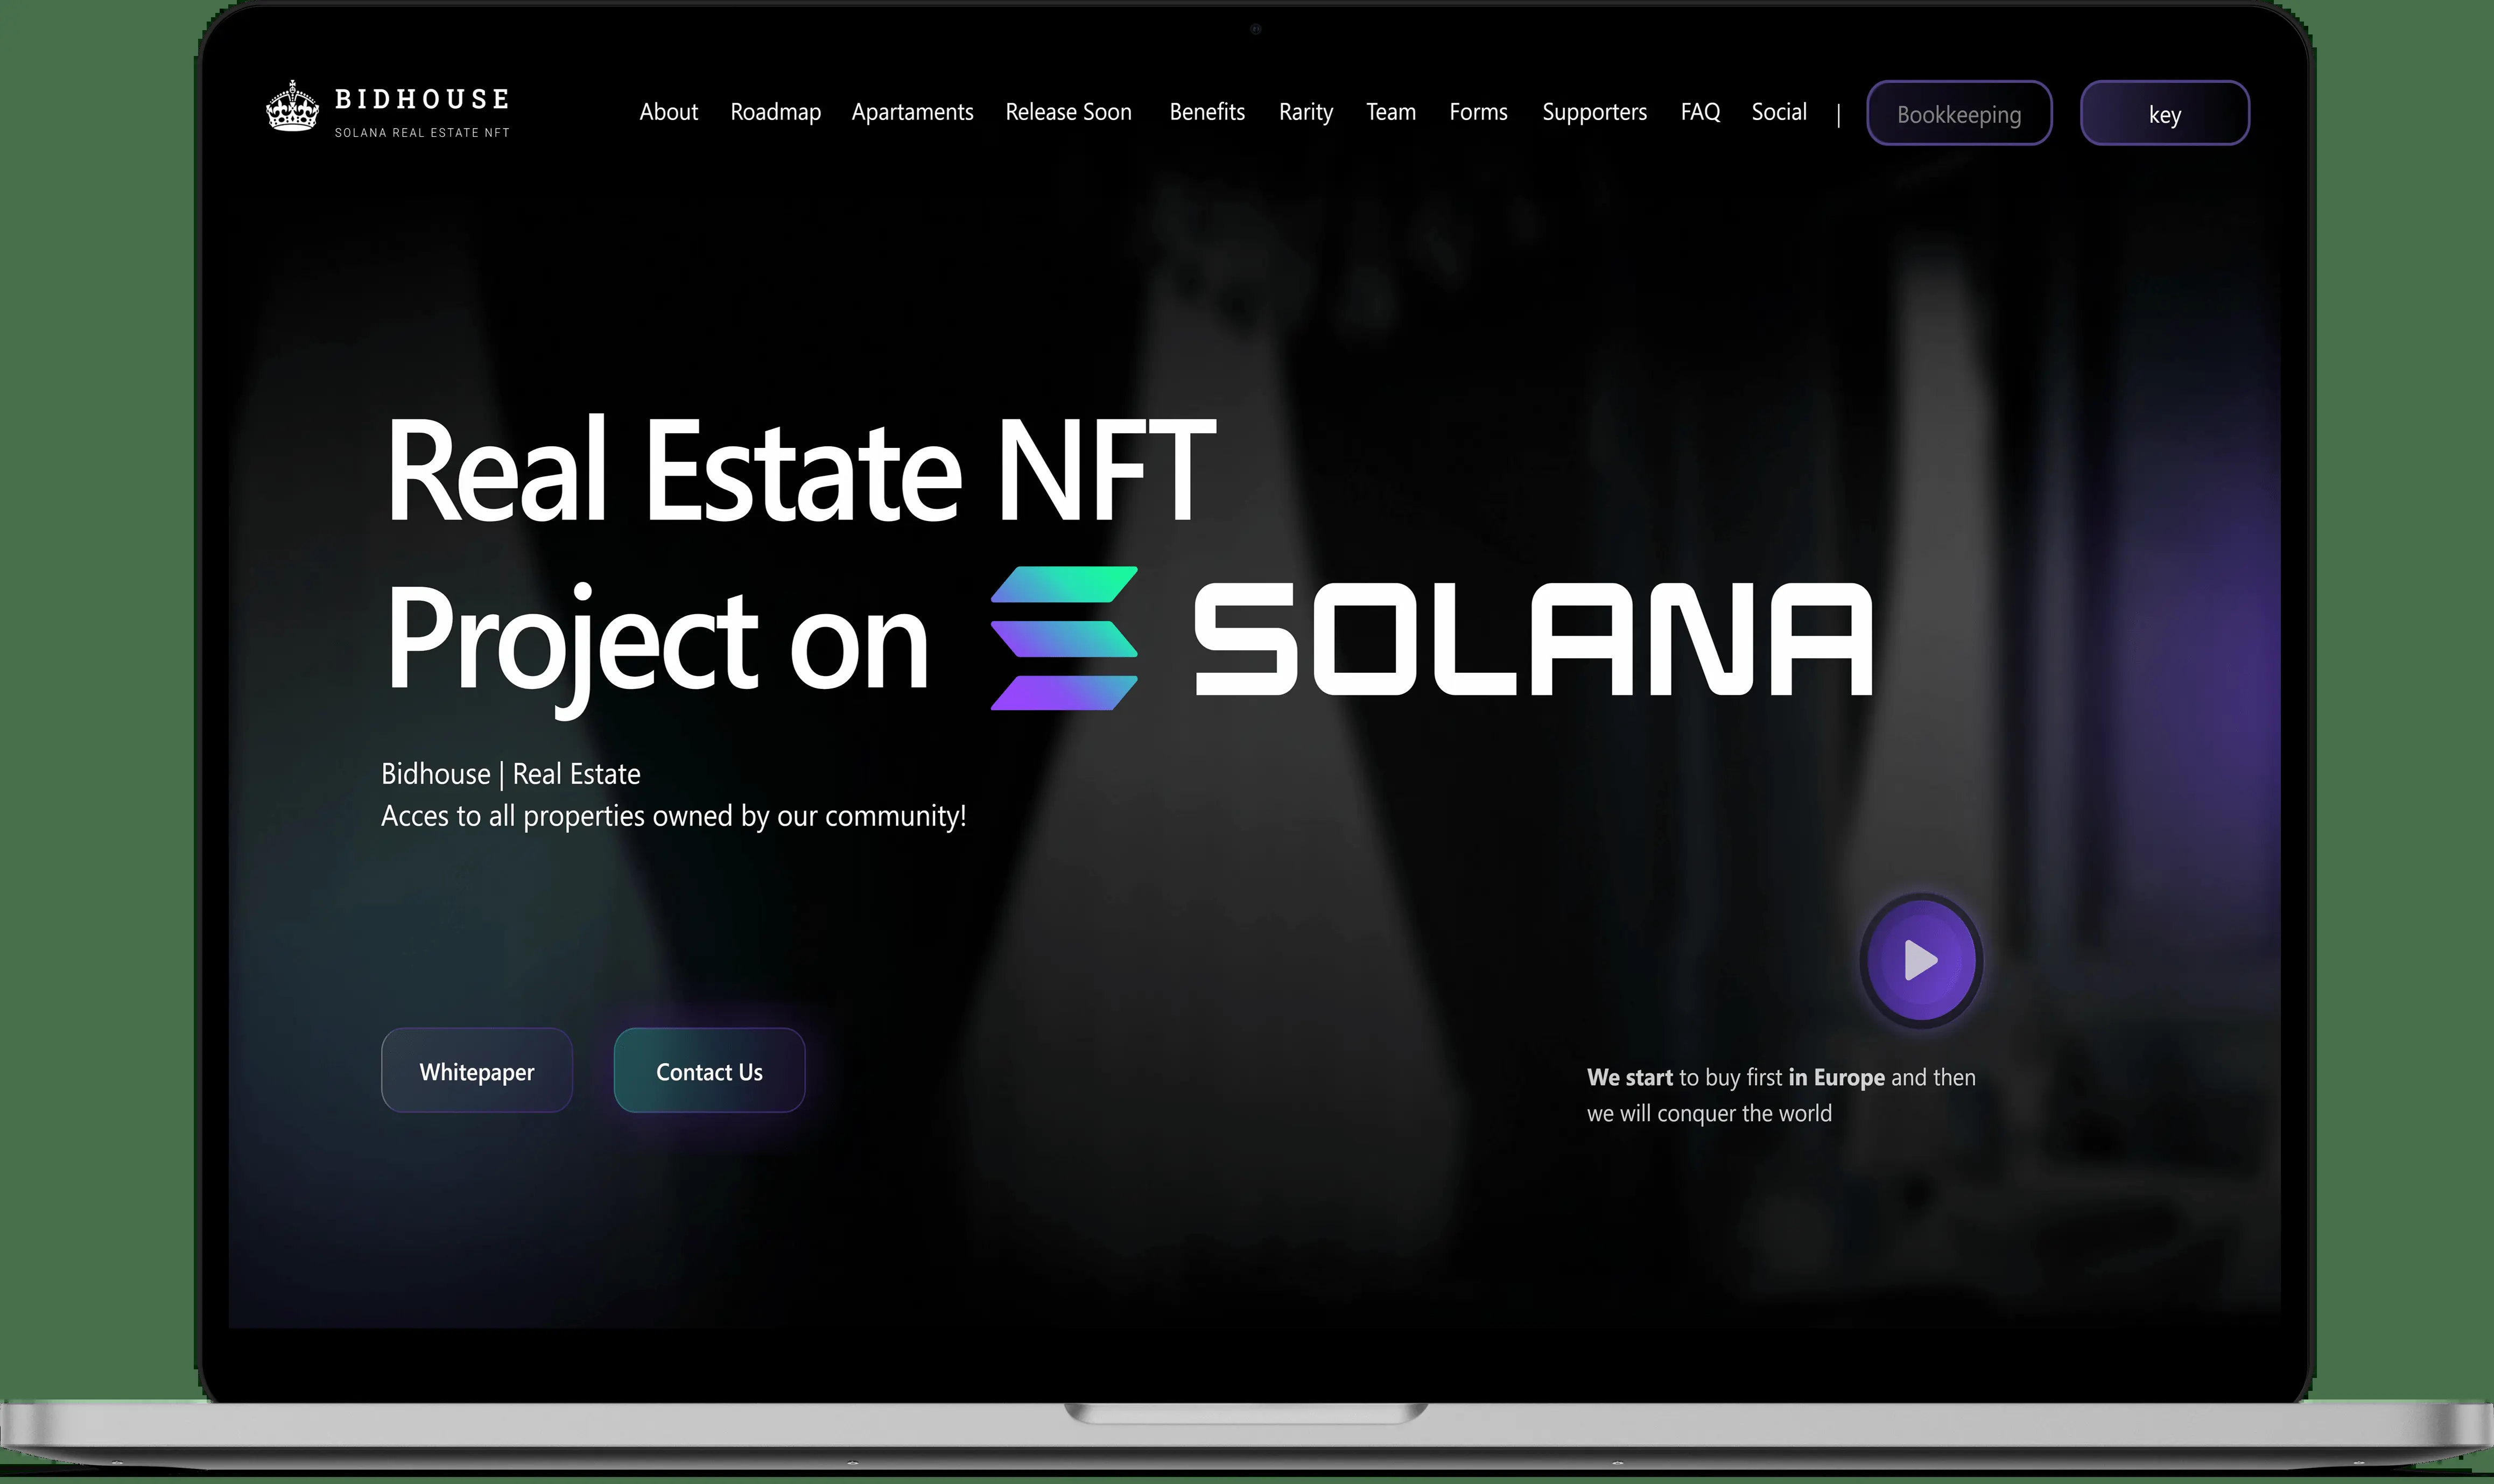 BIDHOUSE
SOLANA REAL ESTATE NFT
About Roadmap Apartaments Release Soon Benefits Rarity Team Forms Supporters FAQ Social | Bookkeeping key
Real Estate NFT
Project on SOLANA
Bidhouse | Real Estate
Acces to all properties owned by our community!
Whitepaper Contact Us
We start to buy first in Europe and then
we will conquer the world